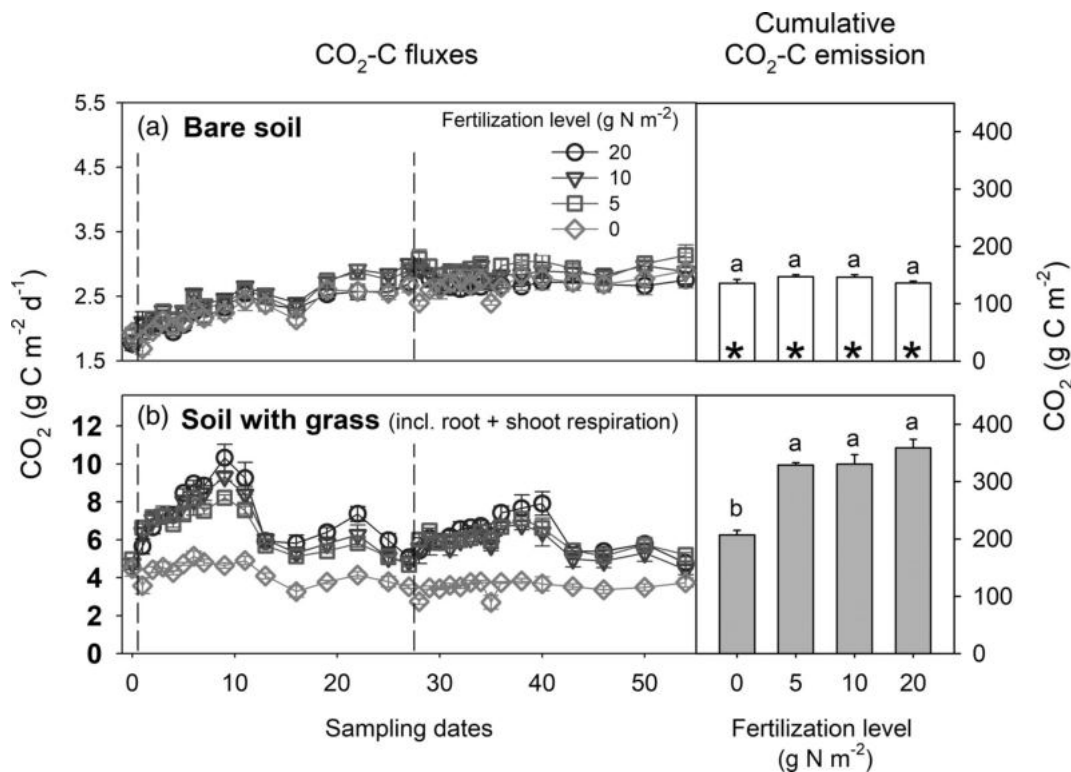 CO₂-C fluxes
Cumulative
CO₂-C emission
(a) Bare soil
Fertilization level (g N m⁻²)
20
10
5
0
5.5
4.5
3.5
2.5
1.5
CO₂ (g C m⁻² d⁻¹)
a a a a
* * * *
400
300
200
100
0
CO₂ (g C m⁻²)
(b) Soil with grass (incl. root + shoot respiration)
12
10
8
6
4
2
0
b a a a
400
300
200
100
0
0 10 20 30 40 50
Sampling dates
0 5 10 20
Fertilization level
(g N m⁻²)